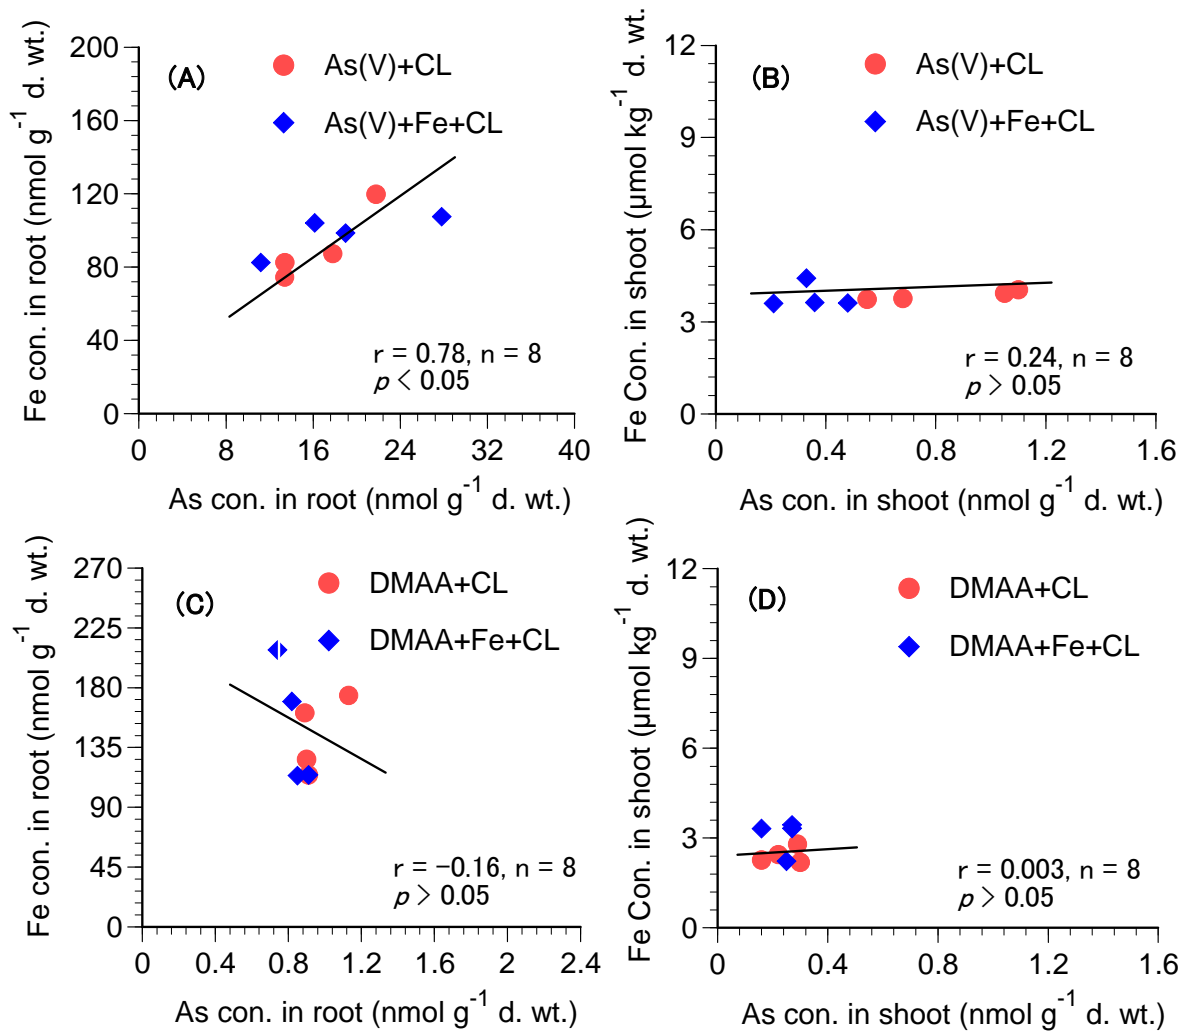 (A)
As(V)+CL
As(V)+Fe+CL
Fe con. in root (nmol g⁻¹ d. wt.)
200
160
120
80
40
0
r = 0.78, n = 8
p < 0.05
0 8 16 24 32 40
As con. in root (nmol g⁻¹ d. wt.)
(B)
As(V)+CL
As(V)+Fe+CL
Fe Con. in shoot (µmol kg⁻¹ d. wt.)
12
9
6
3
0
r = 0.24, n = 8
p > 0.05
0 0.4 0.8 1.2 1.6
As con. in shoot (nmol g⁻¹ d. wt.)
(C)
DMAA+CL
DMAA+Fe+CL
Fe con. in root (nmol g⁻¹ d. wt.)
270
225
180
135
90
45
0
r = −0.16, n = 8
p > 0.05
0 0.4 0.8 1.2 1.6 2 2.4
As con. in root (nmol g⁻¹ d. wt.)
(D)
DMAA+CL
DMAA+Fe+CL
Fe Con. in shoot (µmol kg⁻¹ d. wt.)
12
9
6
3
0
r = 0.003, n = 8
p > 0.05
0 0.4 0.8 1.2 1.6
As con. in shoot (nmol g⁻¹ d. wt.)